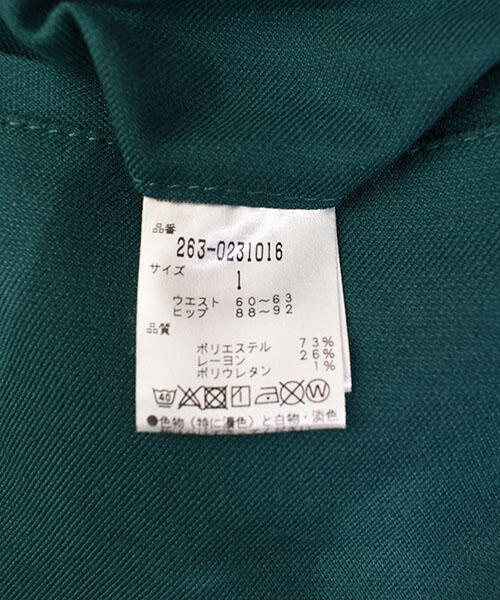 品番
263-0231016
サイズ
1
ウエスト 60～63
ヒップ 88～92
品質
ポリエステル 73%
レーヨン 26%
ポリウレタン 1%
40 W
●色物(特に濃色)と白物・淡色